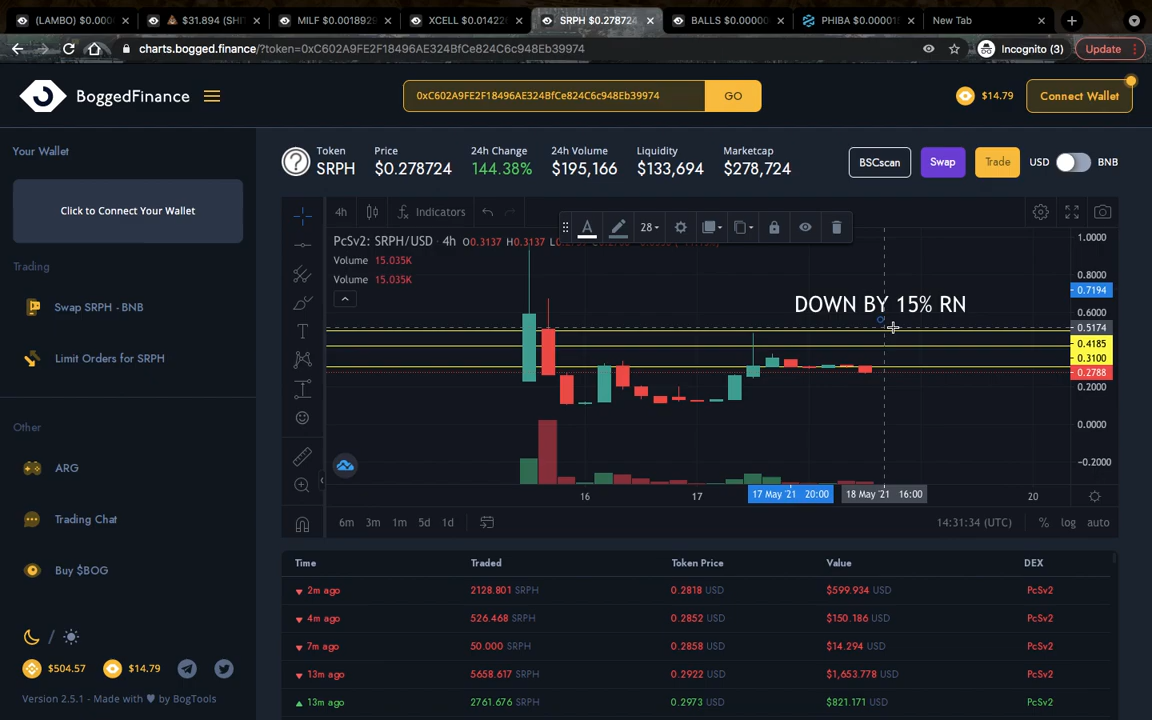 (LAMBO) $0.000
$31.894 (SHI
MILF $0.0018929
XCELL $0.01422
SRPH $0.278724
BALLS $0.0000
PHIBA $0.00001
New Tab
charts.bogged.finance/?token=0xC602A9FE2F18496AE324BfCe824C6c948Eb39974
Incognito (3)
Update
BoggedFinance
0xC602A9FE2F18496AE324BfCe824C6c948Eb39974
GO
$14.79
Connect Wallet
Your Wallet
Click to Connect Your Wallet
Trading
Swap SRPH - BNB
Limit Orders for SRPH
Other
ARG
Trading Chat
Buy $BOG
$504.57
$14.79
Version 2.5.1 - Made with ♥ by BogTools
Token
SRPH
Price
$0.278724
24h Change
144.38%
24h Volume
$195,166
Liquidity
$133,694
Marketcap
$278,724
BSCscan
Swap
Trade
USD
BNB
4h
Indicators
28
PcSv2: SRPH/USD 4h O0.3137 H0.3137
Volume 15.035K
Volume 15.035K
DOWN BY 15% RN
1.0000
0.8000
0.7194
0.6000
0.5174
0.4185
0.3100
0.2788
0.2000
0.0000
-0.2000
16
17
17 May '21 20:00
18 May '21 16:00
20
6m 3m 1m 5d 1d
14:31:34 (UTC)
% log auto
Time Traded Token Price Value DEX
2m ago 2128.801 SRPH 0.2818 USD $599.934 USD PcSv2
4m ago 526.468 SRPH 0.2852 USD $150.186 USD PcSv2
7m ago 50.000 SRPH 0.2858 USD $14.294 USD PcSv2
13m ago 5658.617 SRPH 0.2922 USD $1,653.778 USD PcSv2
13m ago 2761.676 SRPH 0.2973 USD $821.171 USD PcSv2